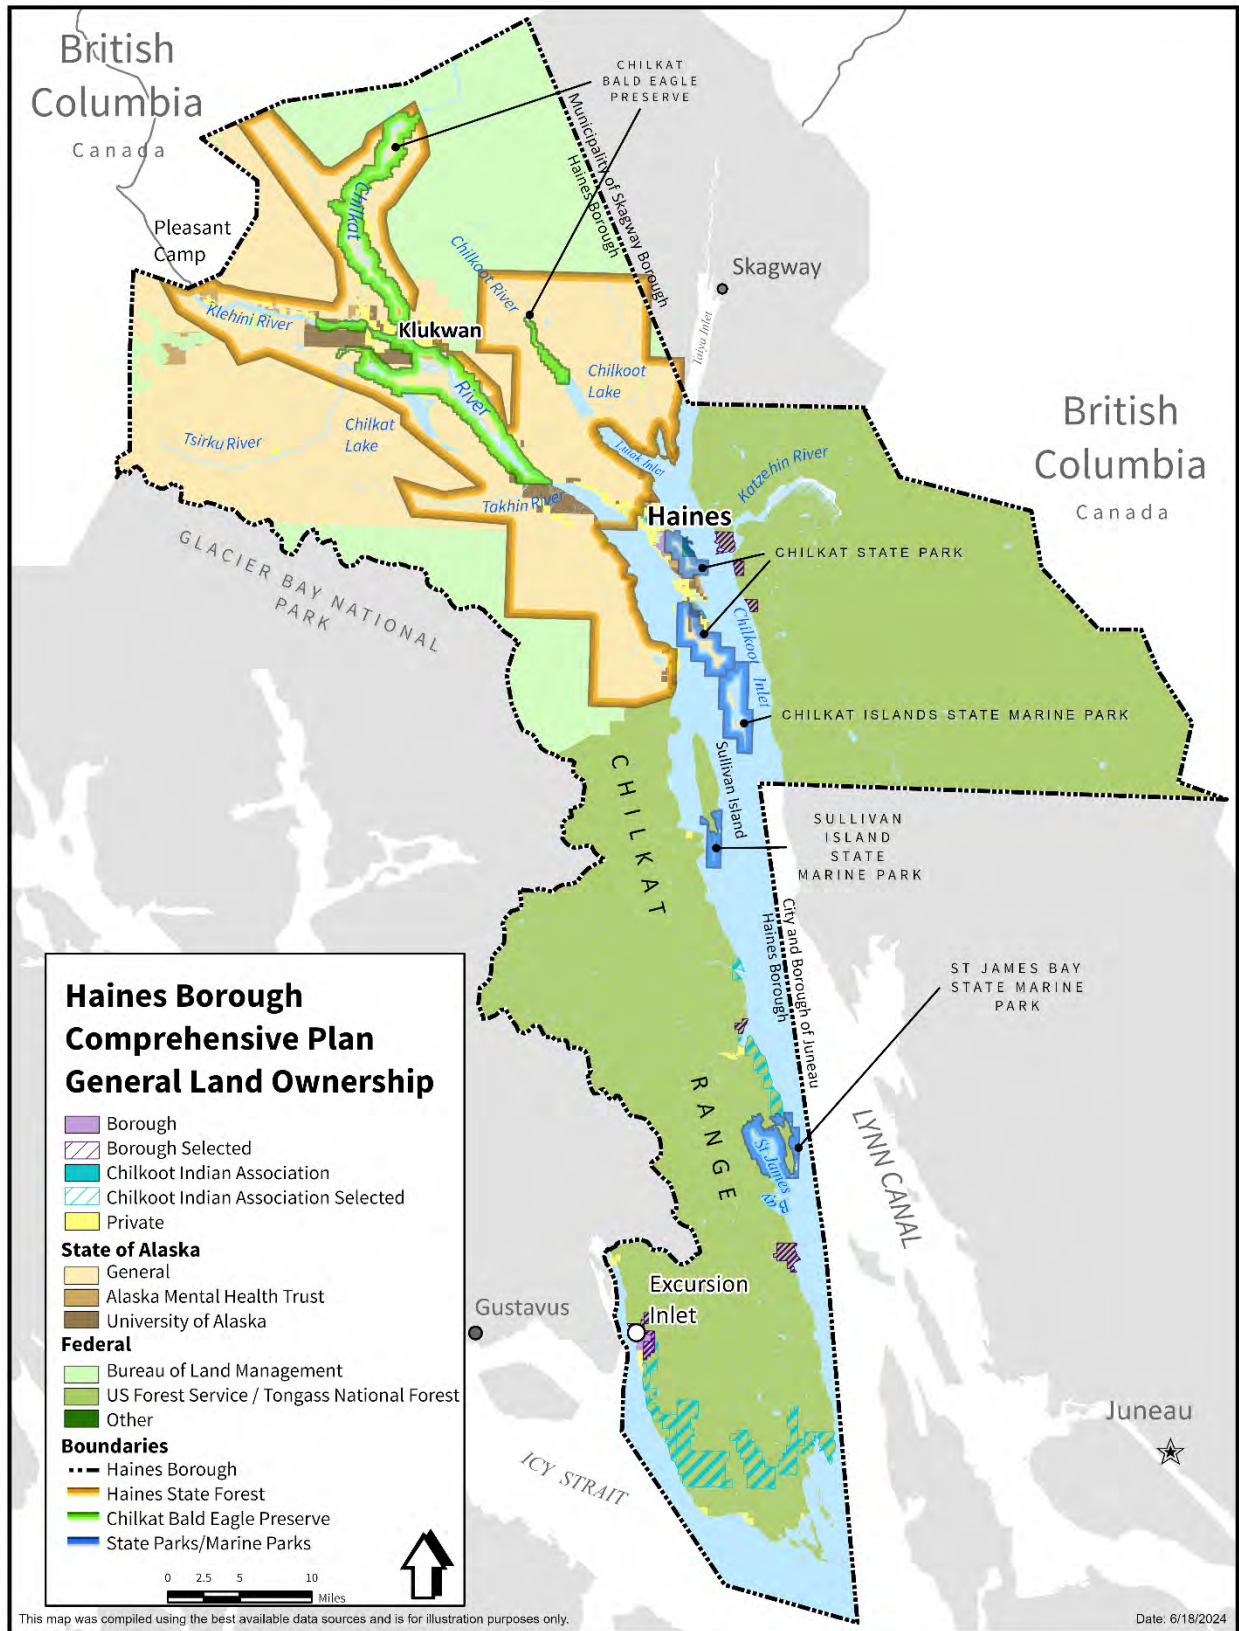 British
Columbia
Canada
CHILKAT
BALD EAGLE
PRESERVE
Municipality of Skagway Borough
Haines Borough
Pleasant
Camp
Chilkat
Chilkoot River
Skagway
Taiya Inlet
Klehini River
Klukwan
River
Chilkoot
Lake
Chilkat
Lake
Tsirku River
Lutak Inlet
Katzehin River
British
Columbia
Canada
Takhin River
Haines
GLACIER BAY NATIONAL
PARK
CHILKAT STATE PARK
Chilkoot Inlet
CHILKAT ISLANDS STATE MARINE PARK
CHILKAT
Sullivan Island
SULLIVAN
ISLAND
STATE
MARINE PARK
City and Borough of Juneau
Haines Borough
ST JAMES BAY
STATE MARINE
PARK
RANGE
St James
LYNN CANAL
Excursion
Inlet
Gustavus
Juneau
ICY STRAIT
Haines Borough
Comprehensive Plan
General Land Ownership
Borough
Borough Selected
Chilkoot Indian Association
Chilkoot Indian Association Selected
Private
State of Alaska
General
Alaska Mental Health Trust
University of Alaska
Federal
Bureau of Land Management
US Forest Service / Tongass National Forest
Other
Boundaries
Haines Borough
Haines State Forest
Chilkat Bald Eagle Preserve
State Parks/Marine Parks
0 2.5 5 10
Miles
This map was compiled using the best available data sources and is for illustration purposes only.
Date: 6/18/2024